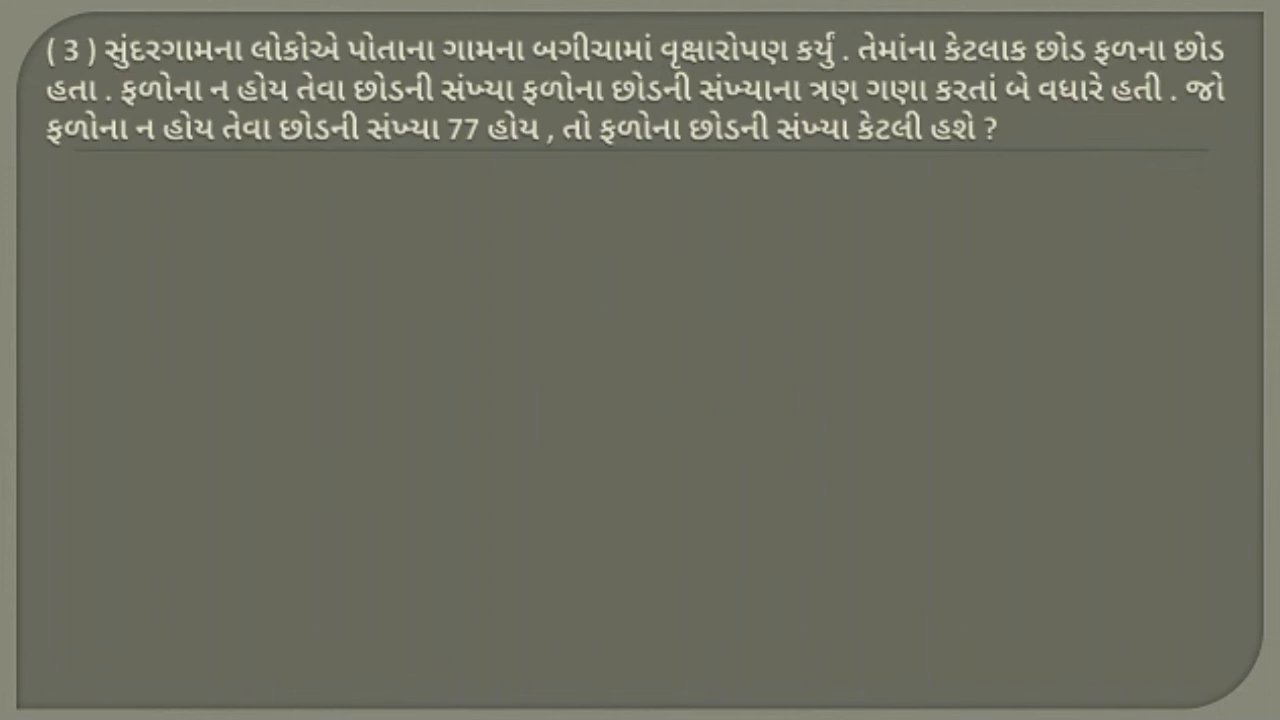 ( 3 ) સુંદરગામના લોકોએ પોતાના ગામના બગીચામાં વૃક્ષારોપણ કર્યું . તેમાંના કેટલાક છોડ ફળના છોડ
હતા . ફળોના ન હોય તેવા છોડની સંખ્યા ફળોના છોડની સંખ્યાના ત્રણ ગણા કરતાં બે વધારે હતી . જો
ફળોના ન હોય તેવા છોડની સંખ્યા 77 હોય , તો ફળોના છોડની સંખ્યા કેટલી હશે ?